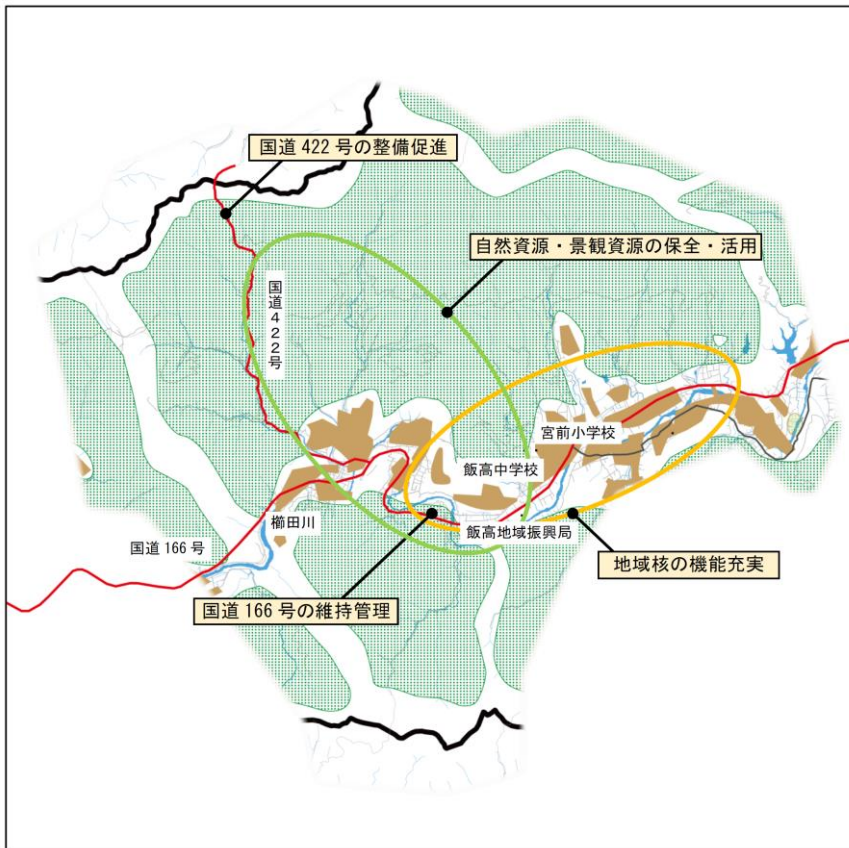 国道 422 号の整備促進
自然資源・景観資源の保全・活用
国道４２２号
宮前小学校
飯高中学校
櫛田川
飯高地域振興局
国道 166 号
地域核の機能充実
国道 166 号の維持管理